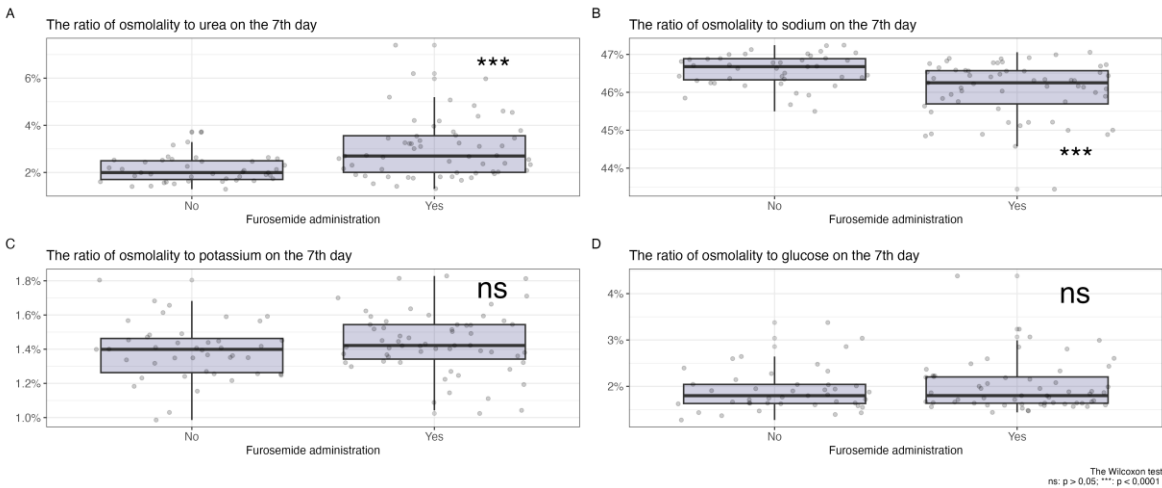 A
The ratio of osmolality to urea on the 7th day
6%
4%
2%
***
No
Yes
Furosemide administration
B
The ratio of osmolality to sodium on the 7th day
47%
46%
45%
44%
***
No
Yes
Furosemide administration
C
The ratio of osmolality to potassium on the 7th day
1.8%
1.6%
1.4%
1.2%
1.0%
ns
No
Yes
Furosemide administration
D
The ratio of osmolality to glucose on the 7th day
4%
3%
2%
ns
No
Yes
Furosemide administration
The Wilcoxon test
ns: p > 0,05; ***: p < 0,0001